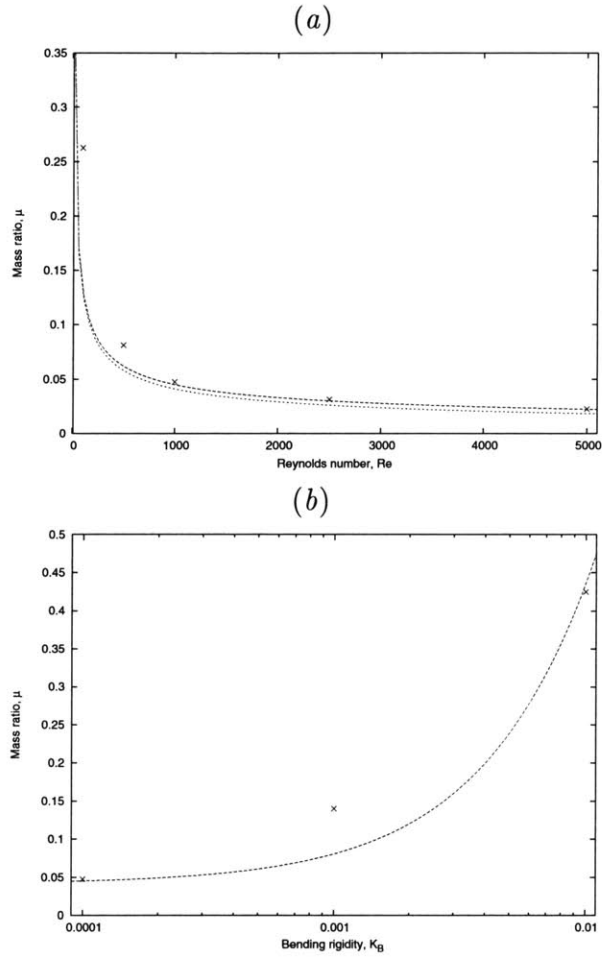 (a)
0.35
0.3
0.25
0.2
0.15
0.1
0.05
0
Mass ratio, μ
0 1000 2000 3000 4000 5000
Reynolds number, Re
(b)
0.5
0.45
0.4
0.35
0.3
0.25
0.2
0.15
0.1
0.05
0
Mass ratio, μ
0.0001 0.001 0.01
Bending rigidity, K_B